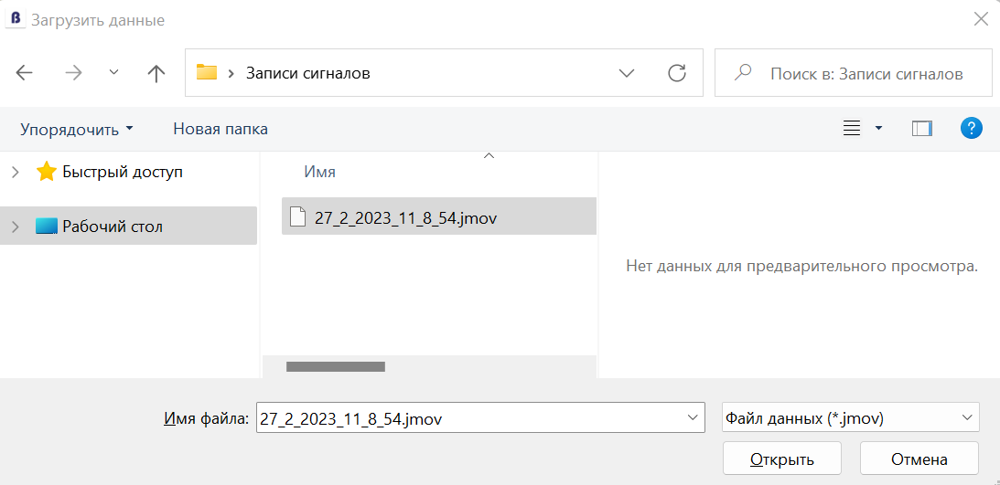 ß Загрузить данные
Записи сигналов
Поиск в: Записи сигналов
Упорядочить
Новая папка
?
Быстрый доступ
Рабочий стол
Имя
27_2_2023_11_8_54.jmov
Нет данных для предварительного просмотра.
Имя файла:
27_2_2023_11_8_54.jmov
Файл данных (*.jmov)
Открыть
Отмена